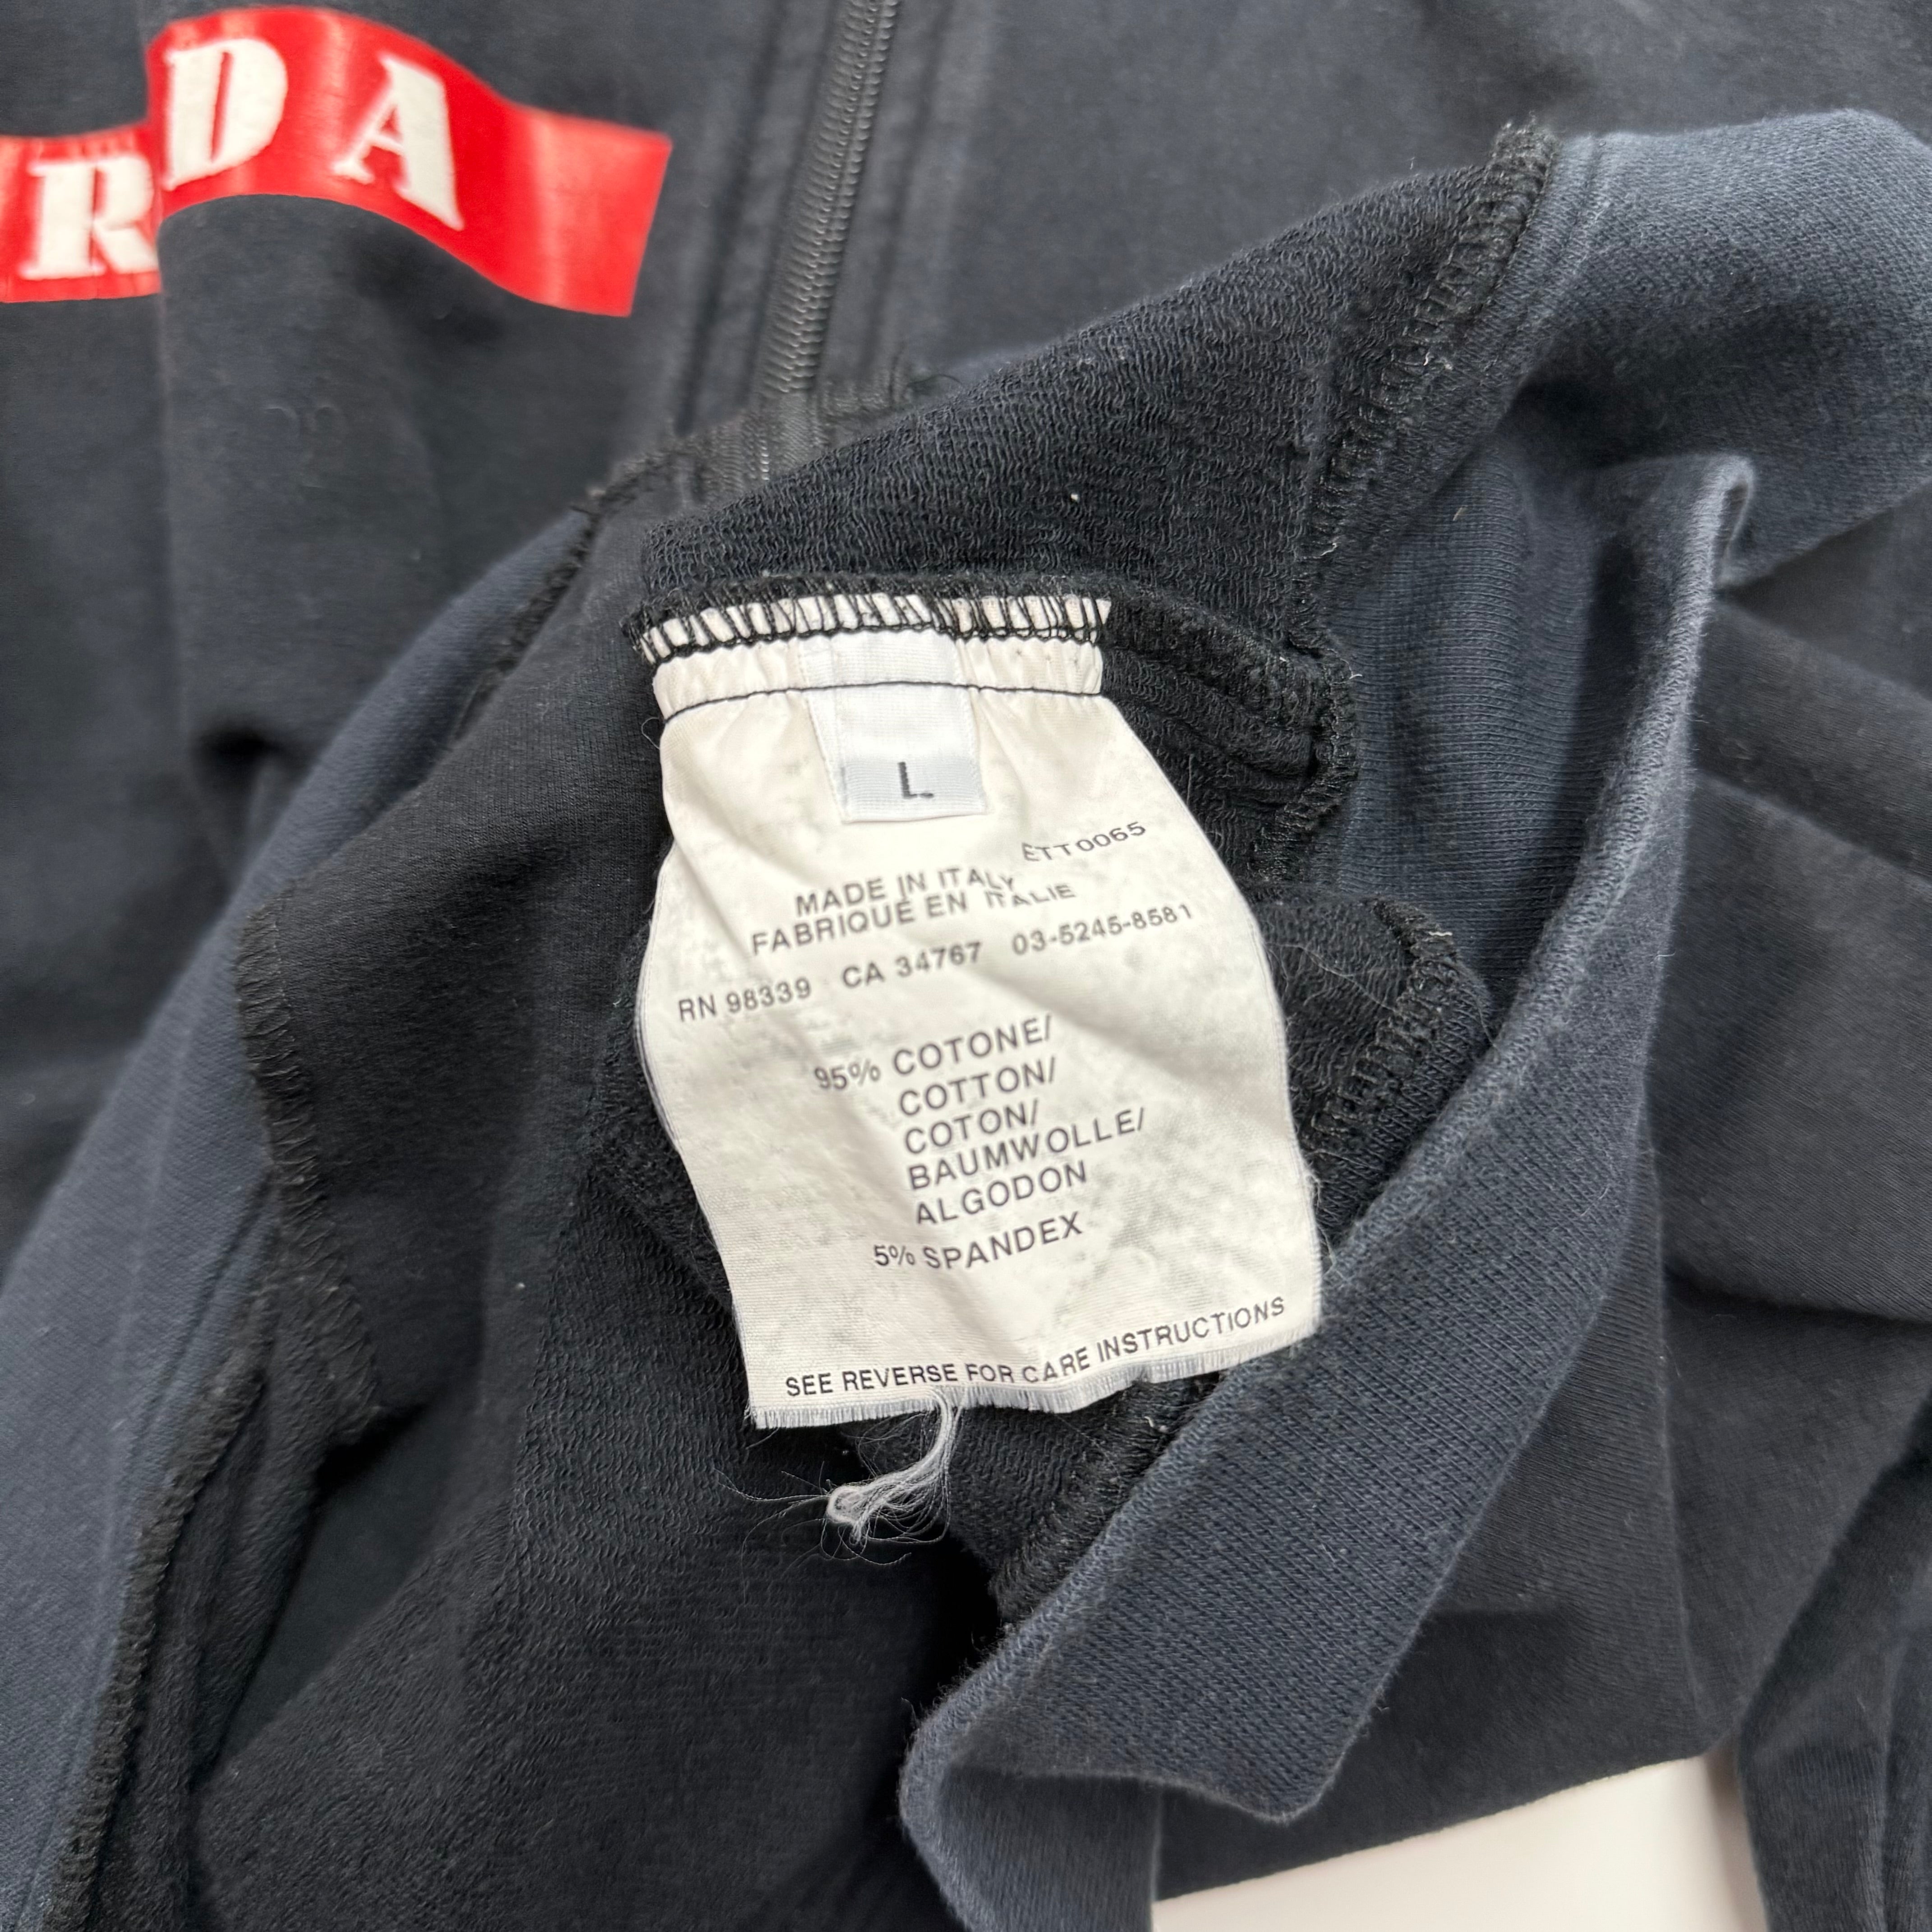 RDA
L
ETT0065
MADE IN ITALY
FABRIQUE EN ITALIE
RN 98339 CA 34767 03-5245-8581
95% COTONE/
COTTON/
COTON/
BAUMWOLLE/
ALGODON
5% SPANDEX
SEE REVERSE FOR CARE INSTRUCTIONS